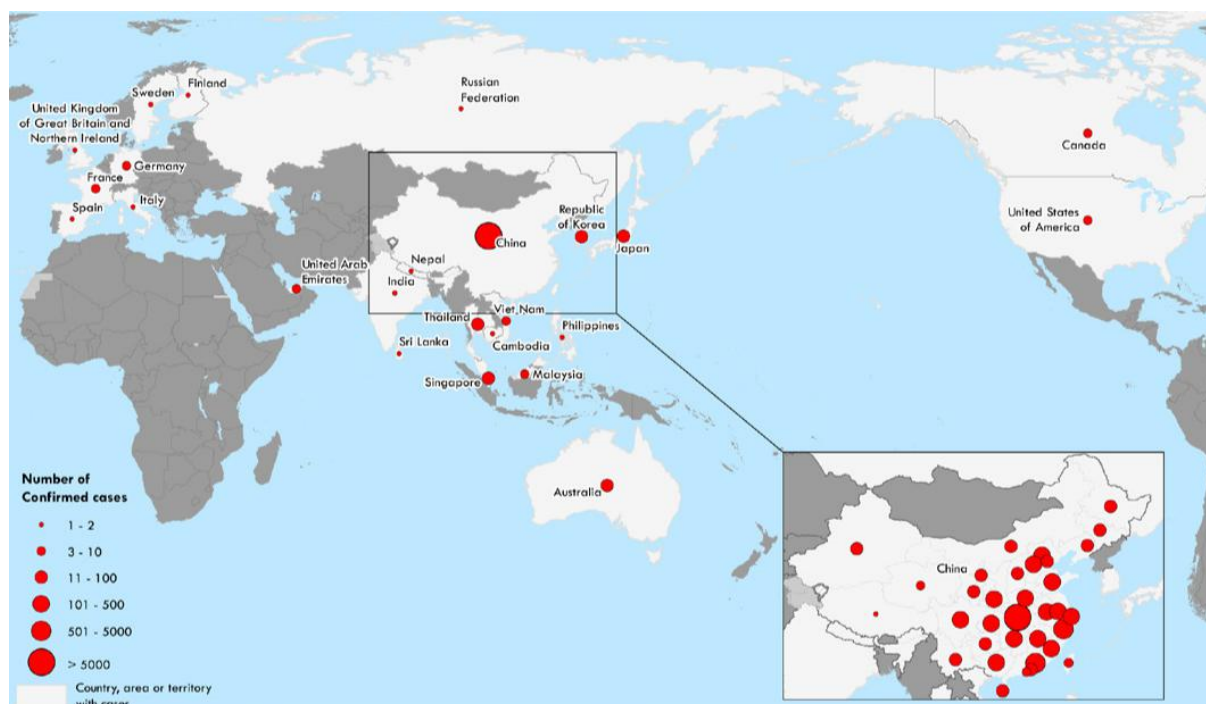 Finland
Sweden
United Kingdom
of Great Britain and
Northern Ireland
Germany
France
Italy
Spain
Russian
Federation
Canada
United States
of America
Republic
of Korea
China
Japan
Nepal
India
United Arab
Emirates
Viet Nam
Thailand
Philippines
Cambodia
Sri Lanka
Malaysia
Singapore
Australia
China
Number of
Confirmed cases
1 - 2
3 - 10
11 - 100
101 - 500
501 - 5000
> 5000
Country, area or territory
with cases